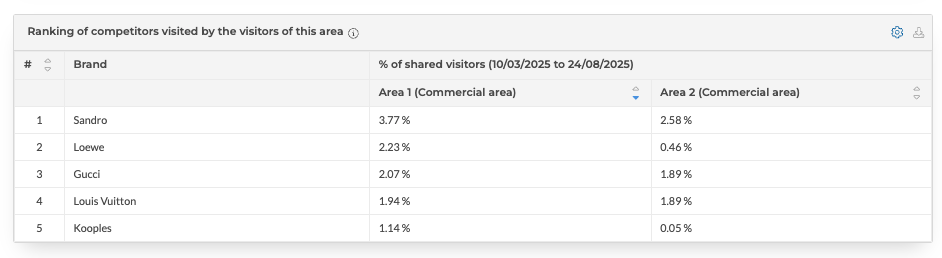 Ranking of competitors visited by the visitors of this area
# Brand % of shared visitors (10/03/2025 to 24/08/2025)
Area 1 (Commercial area) Area 2 (Commercial area)
1 Sandro 3.77 % 2.58 %
2 Loewe 2.23 % 0.46 %
3 Gucci 2.07 % 1.89 %
4 Louis Vuitton 1.94 % 1.89 %
5 Kooples 1.14 % 0.05 %